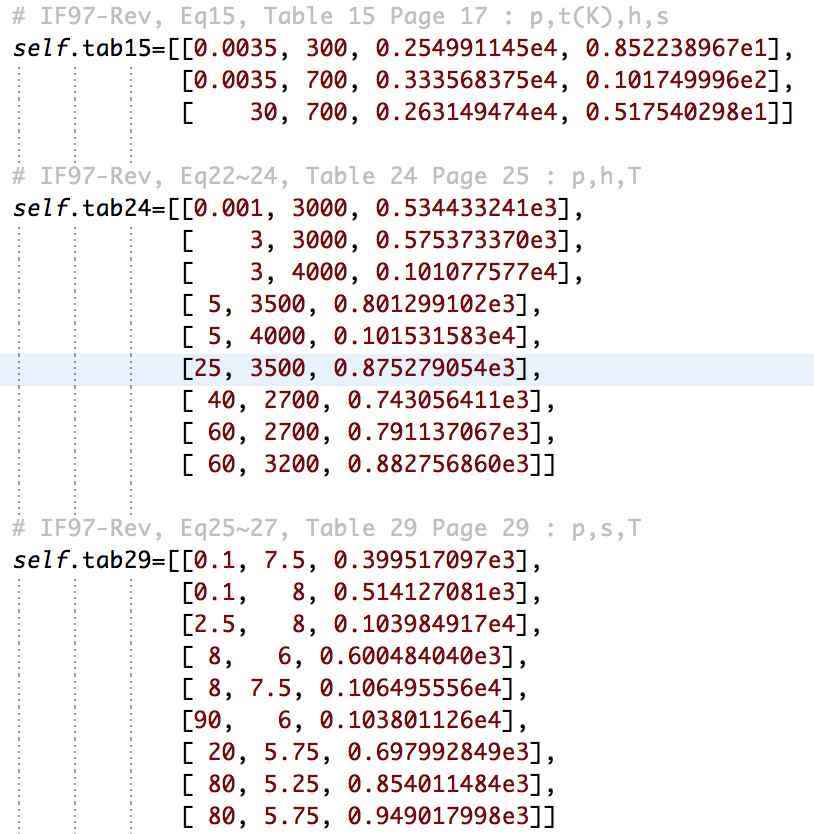 # IF97-Rev, Eq15, Table 15 Page 17 : p,t(K),h,s
self.tab15=[[0.0035, 300, 0.254991145e4, 0.852238967e1],
[0.0035, 700, 0.333568375e4, 0.101749996e2],
[    30, 700, 0.263149474e4, 0.517540298e1]]
# IF97-Rev, Eq22~24, Table 24 Page 25 : p,h,T
self.tab24=[[0.001, 3000, 0.534433241e3],
[    3, 3000, 0.575373370e3],
[    3, 4000, 0.101077577e4],
[ 5, 3500, 0.801299102e3],
[ 5, 4000, 0.101531583e4],
[25, 3500, 0.875279054e3],
[ 40, 2700, 0.743056411e3],
[ 60, 2700, 0.791137067e3],
[ 60, 3200, 0.882756860e3]]
# IF97-Rev, Eq25~27, Table 29 Page 29 : p,s,T
self.tab29=[[0.1, 7.5, 0.399517097e3],
[0.1,   8, 0.514127081e3],
[2.5,   8, 0.103984917e4],
[ 8,   6, 0.600484040e3],
[ 8, 7.5, 0.106495556e4],
[90,   6, 0.103801126e4],
[ 20, 5.75, 0.697992849e3],
[ 80, 5.25, 0.854011484e3],
[ 80, 5.75, 0.949017998e3]]